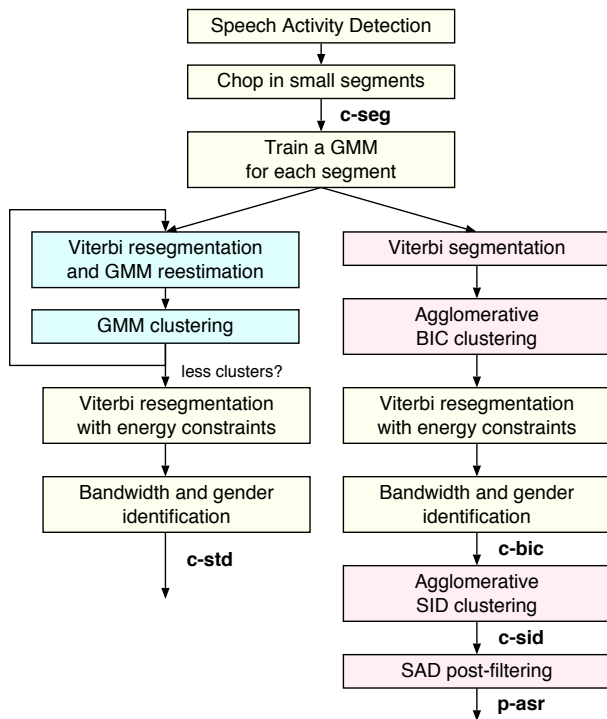 Speech Activity Detection
Chop in small segments
c-seg
Train a GMM
for each segment
Viterbi resegmentation
and GMM reestimation
GMM clustering
less clusters?
Viterbi resegmentation
with energy constraints
Bandwidth and gender
identification
c-std
Viterbi segmentation
Agglomerative
BIC clustering
Viterbi resegmentation
with energy constraints
Bandwidth and gender
identification
c-bic
Agglomerative
SID clustering
c-sid
SAD post-filtering
p-asr